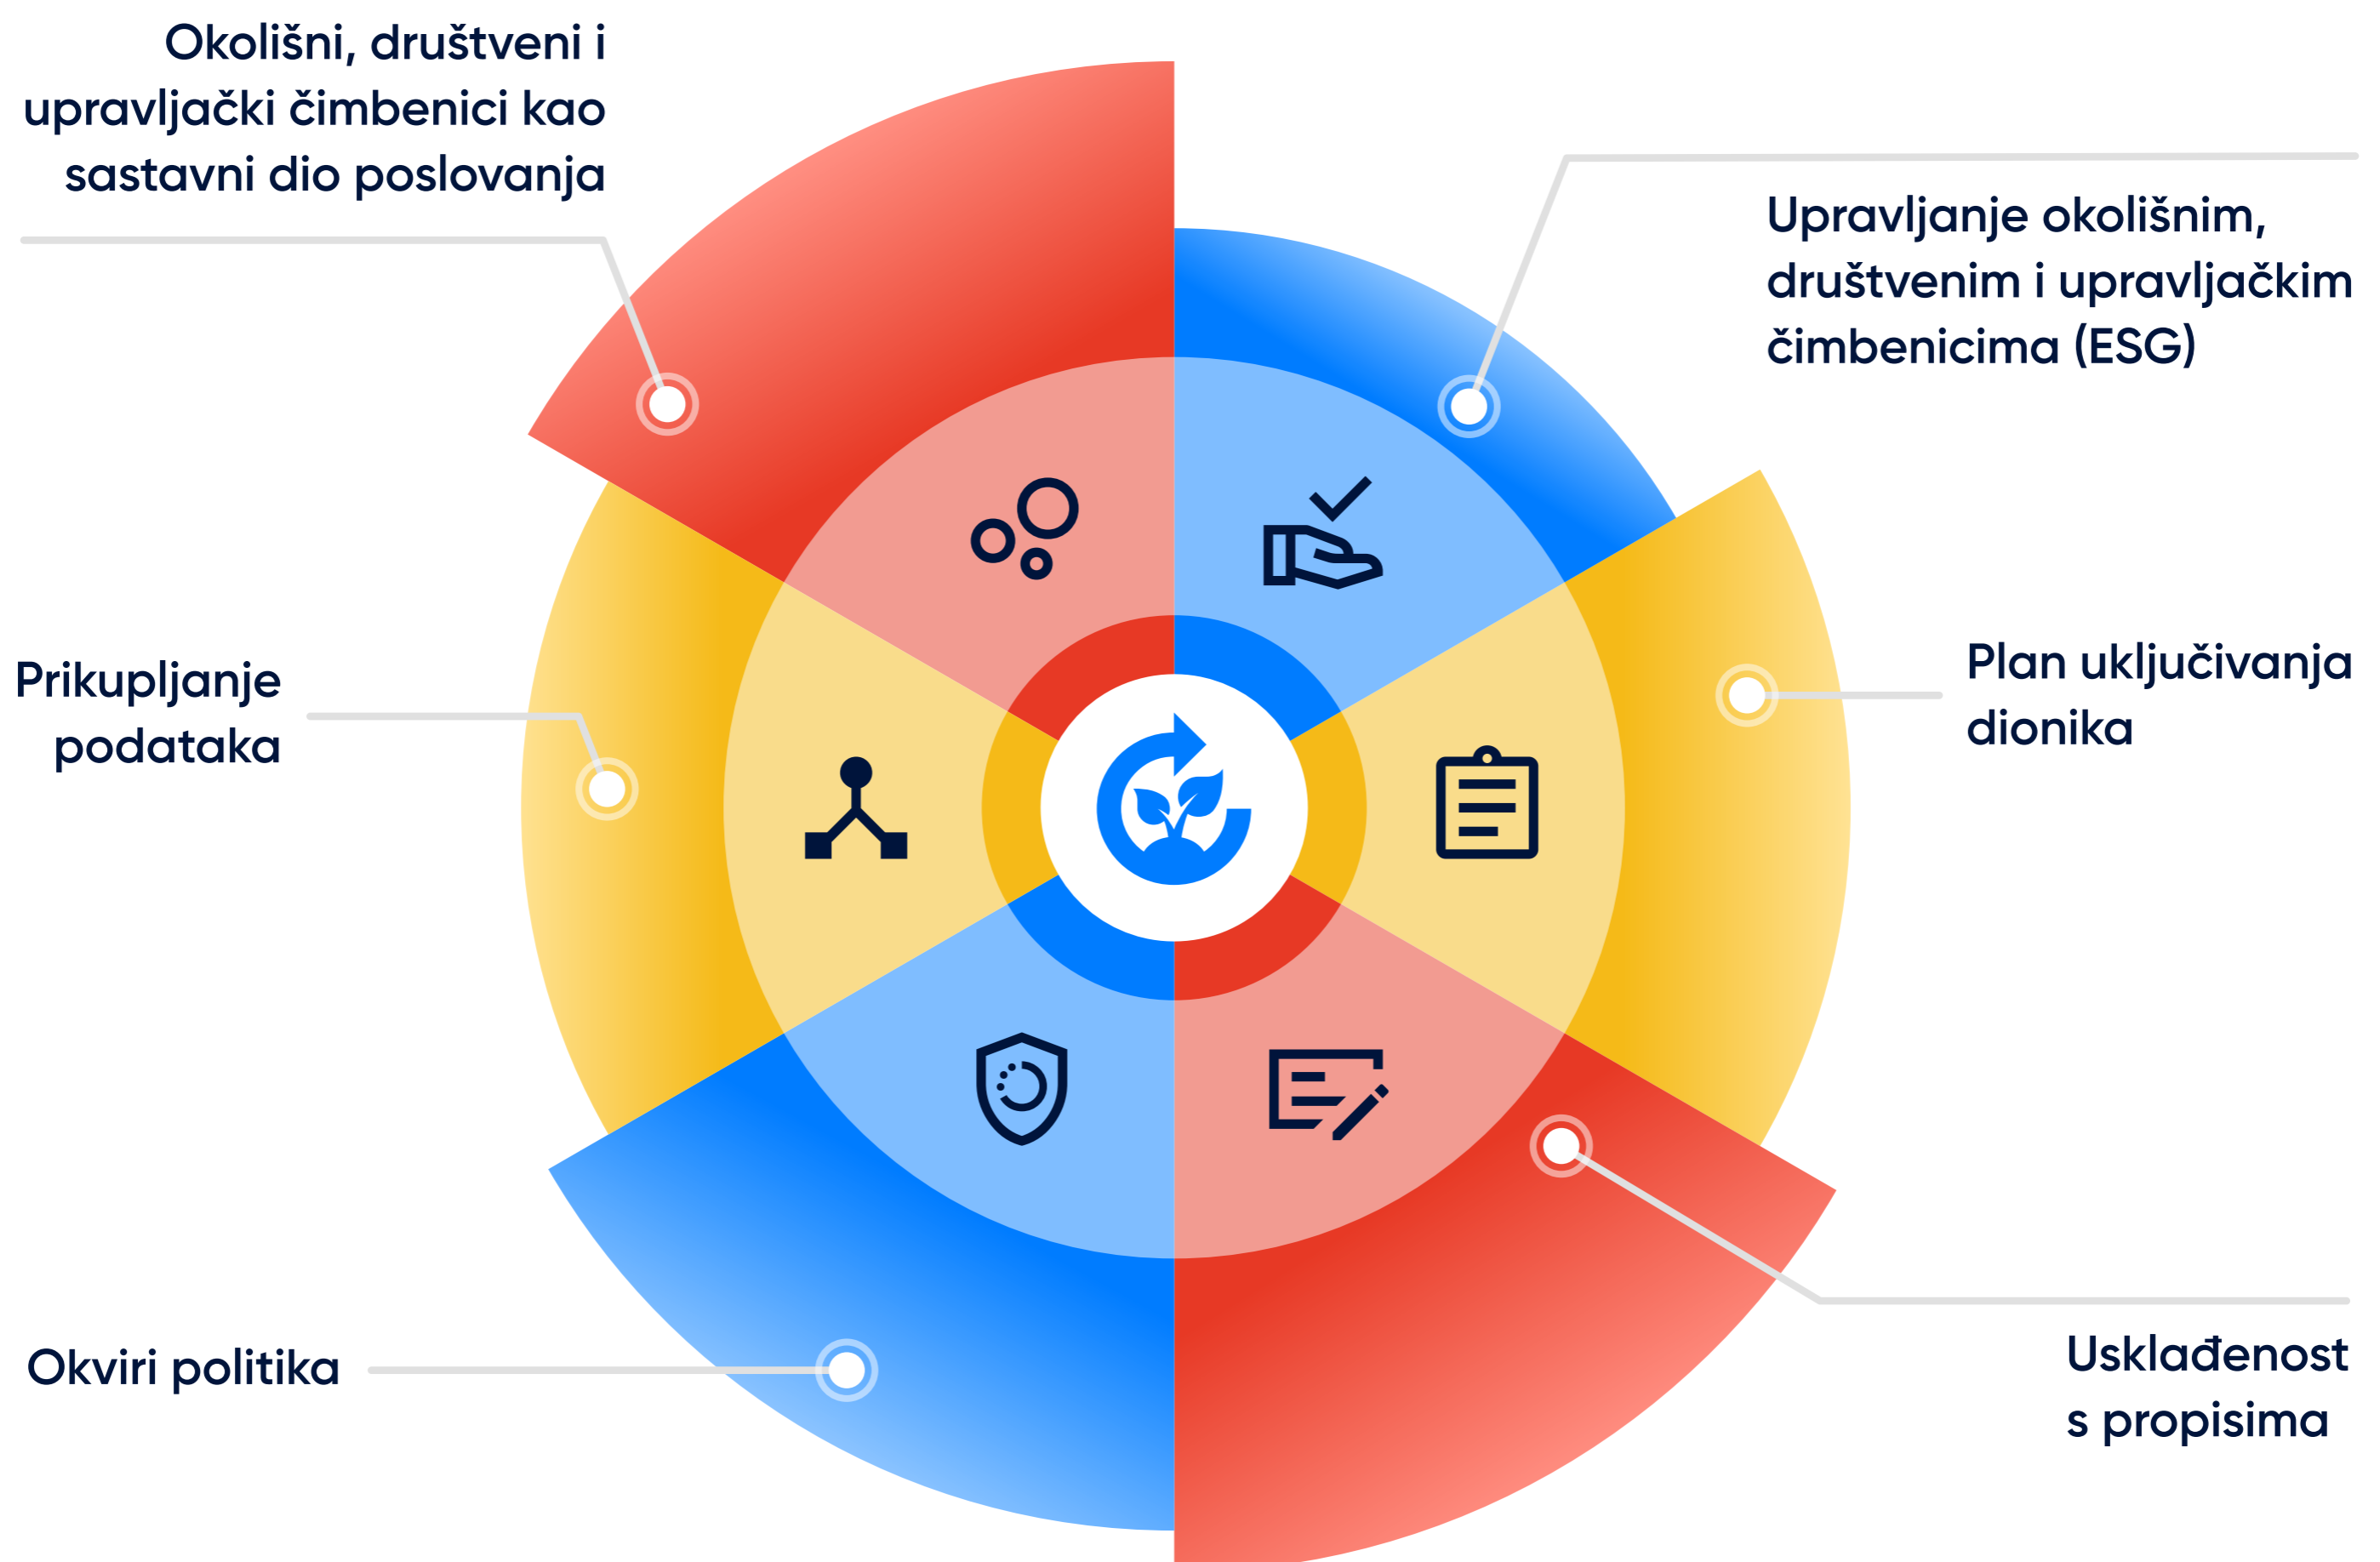 Okolišni, društveni i
upravljački čimbenici kao
sastavni dio poslovanja
Upravljanje okolišnim,
društvenim i upravljačkim
čimbenicima (ESG)
Prikupljanje
podataka
Plan uključivanja
dionika
Okviri politika
Usklađenost
s propisima